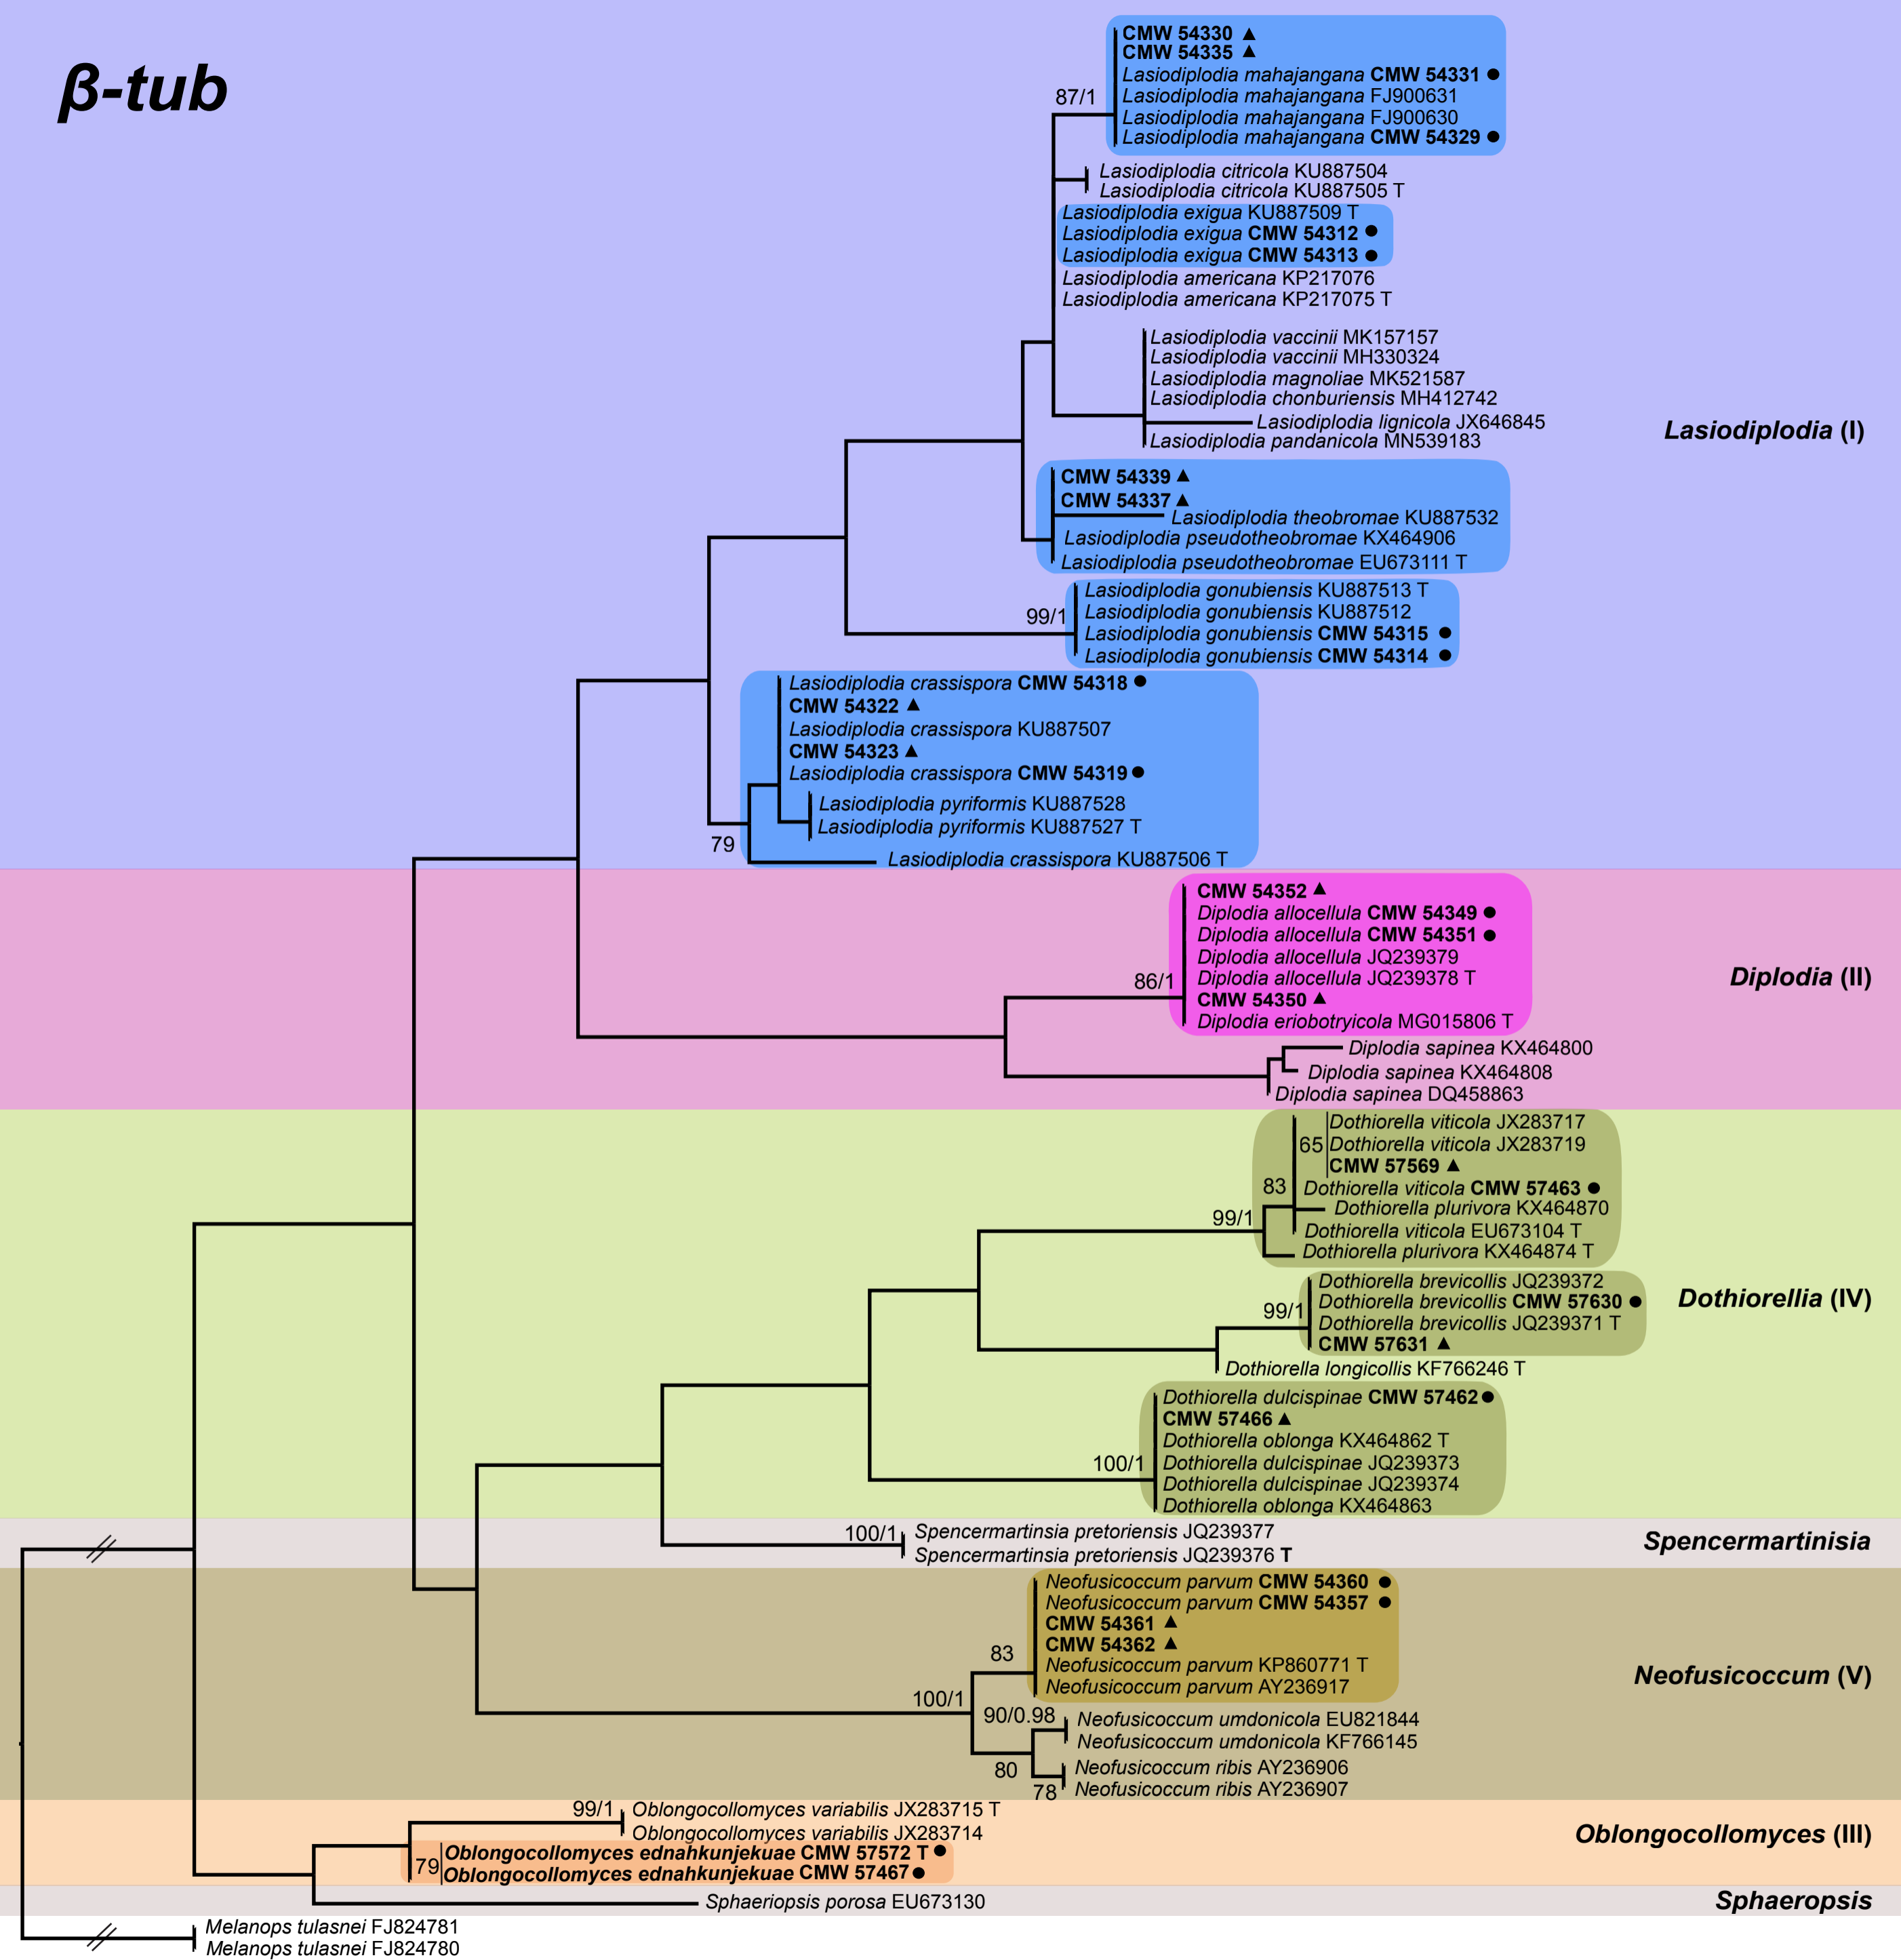 β-tub
CMW 54330 ▲
CMW 54335 ▲
Lasiodiplodia mahajangana CMW 54331 ●
87/1
Lasiodiplodia mahajangana FJ900631
Lasiodiplodia mahajangana FJ900630
Lasiodiplodia mahajangana CMW 54329 ●
Lasiodiplodia citricola KU887504
Lasiodiplodia citricola KU887505 T
Lasiodiplodia exigua KU887509 T
Lasiodiplodia exigua CMW 54312 ●
Lasiodiplodia exigua CMW 54313 ●
Lasiodiplodia americana KP217076
Lasiodiplodia americana KP217075 T
Lasiodiplodia vaccinii MK157157
Lasiodiplodia vaccinii MH330324
Lasiodiplodia magnoliae MK521587
Lasiodiplodia chonburiensis MH412742
Lasiodiplodia lignicola JX646845
Lasiodiplodia (I)
Lasiodiplodia pandanicola MN539183
CMW 54339 ▲
CMW 54337 ▲
Lasiodiplodia theobromae KU887532
Lasiodiplodia pseudotheobromae KX464906
Lasiodiplodia pseudotheobromae EU673111 T
Lasiodiplodia gonubiensis KU887513 T
Lasiodiplodia gonubiensis KU887512
99/1
Lasiodiplodia gonubiensis CMW 54315 ●
Lasiodiplodia gonubiensis CMW 54314 ●
Lasiodiplodia crassispora CMW 54318 ●
CMW 54322 ▲
Lasiodiplodia crassispora KU887507
CMW 54323 ▲
Lasiodiplodia crassispora CMW 54319 ●
Lasiodiplodia pyriformis KU887528
Lasiodiplodia pyriformis KU887527 T
79
Lasiodiplodia crassispora KU887506 T
CMW 54352 ▲
Diplodia allocellula CMW 54349 ●
Diplodia allocellula CMW 54351 ●
Diplodia allocellula JQ239379
Diplodia allocellula JQ239378 T
Diplodia (II)
86/1
CMW 54350 ▲
Diplodia eriobotryicola MG015806 T
Diplodia sapinea KX464800
Diplodia sapinea KX464808
Diplodia sapinea DQ458863
Dothiorella viticola JX283717
65
Dothiorella viticola JX283719
CMW 57569 ▲
83
Dothiorella viticola CMW 57463 ●
Dothiorella plurivora KX464870
99/1
Dothiorella viticola EU673104 T
Dothiorella plurivora KX464874 T
Dothiorella brevicollis JQ239372
Dothiorella brevicollis CMW 57630 ●
Dothiorellia (IV)
99/1
Dothiorella brevicollis JQ239371 T
CMW 57631 ▲
Dothiorella longicollis KF766246 T
Dothiorella dulcispinae CMW 57462 ●
CMW 57466 ▲
Dothiorella oblonga KX464862 T
100/1
Dothiorella dulcispinae JQ239373
Dothiorella dulcispinae JQ239374
Dothiorella oblonga KX464863
100/1
Spencermartinsia pretoriensis JQ239377
Spencermartinisia
Spencermartinsia pretoriensis JQ239376 T
Neofusicoccum parvum CMW 54360 ●
Neofusicoccum parvum CMW 54357 ●
CMW 54361 ▲
CMW 54362 ▲
83
Neofusicoccum parvum KP860771 T
Neofusicoccum (V)
Neofusicoccum parvum AY236917
100/1
90/0.98
Neofusicoccum umdonicola EU821844
Neofusicoccum umdonicola KF766145
80
Neofusicoccum ribis AY236906
78
Neofusicoccum ribis AY236907
99/1
Oblongocollomyces variabilis JX283715 T
Oblongocollomyces variabilis JX283714
Oblongocollomyces (III)
Oblongocollomyces ednahkunjekuae CMW 57572 T ●
79
Oblongocollomyces ednahkunjekuae CMW 57467 ●
Sphaeriopsis porosa EU673130
Sphaeropsis
Melanops tulasnei FJ824781
Melanops tulasnei FJ824780